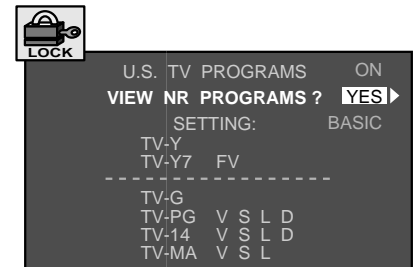 LOCK
U.S. TV PROGRAMS ON
VIEW NR PROGRAMS ? YES
SETTING: BASIC
TV-Y
TV-Y7 FV
TV-G
TV-PG V S L D
TV-14 V S L D
TV-MA V S L